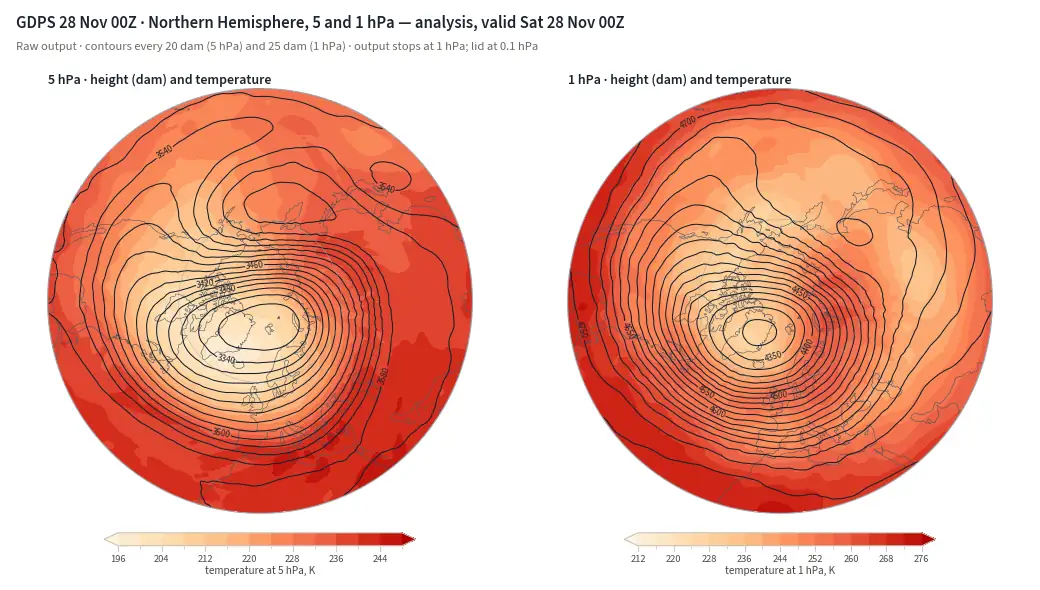 GDPS 28 Nov 00Z · Northern Hemisphere, 5 and 1 hPa — analysis, valid Sat 28 Nov 00Z
Raw output · contours every 20 dam (5 hPa) and 25 dam (1 hPa) · output stops at 1 hPa; lid at 0.1 hPa
5 hPa · height (dam) and temperature
1 hPa · height (dam) and temperature
3640
3640
3460
3420
3340
3580
3500
4700
4350
4400
4600
196 204 212 220 228 236 244
temperature at 5 hPa, K
212 220 228 236 244 252 260 268 276
temperature at 1 hPa, K